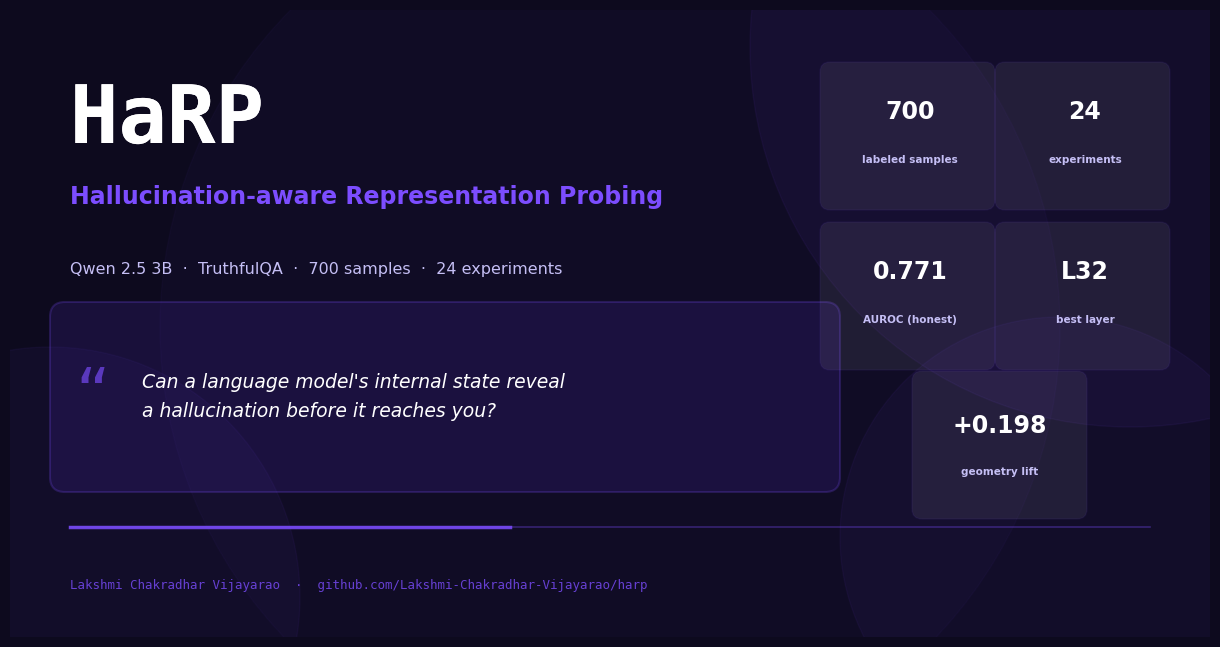 HaRP
Hallucination-aware Representation Probing
Qwen 2.5 3B · TruthfulQA · 700 samples · 24 experiments
“
Can a language model's internal state reveal
a hallucination before it reaches you?
700
labeled samples
24
experiments
0.771
AUROC (honest)
L32
best layer
+0.198
geometry lift
Lakshmi Chakradhar Vijayarao · github.com/Lakshmi-Chakradhar-Vijayarao/harp